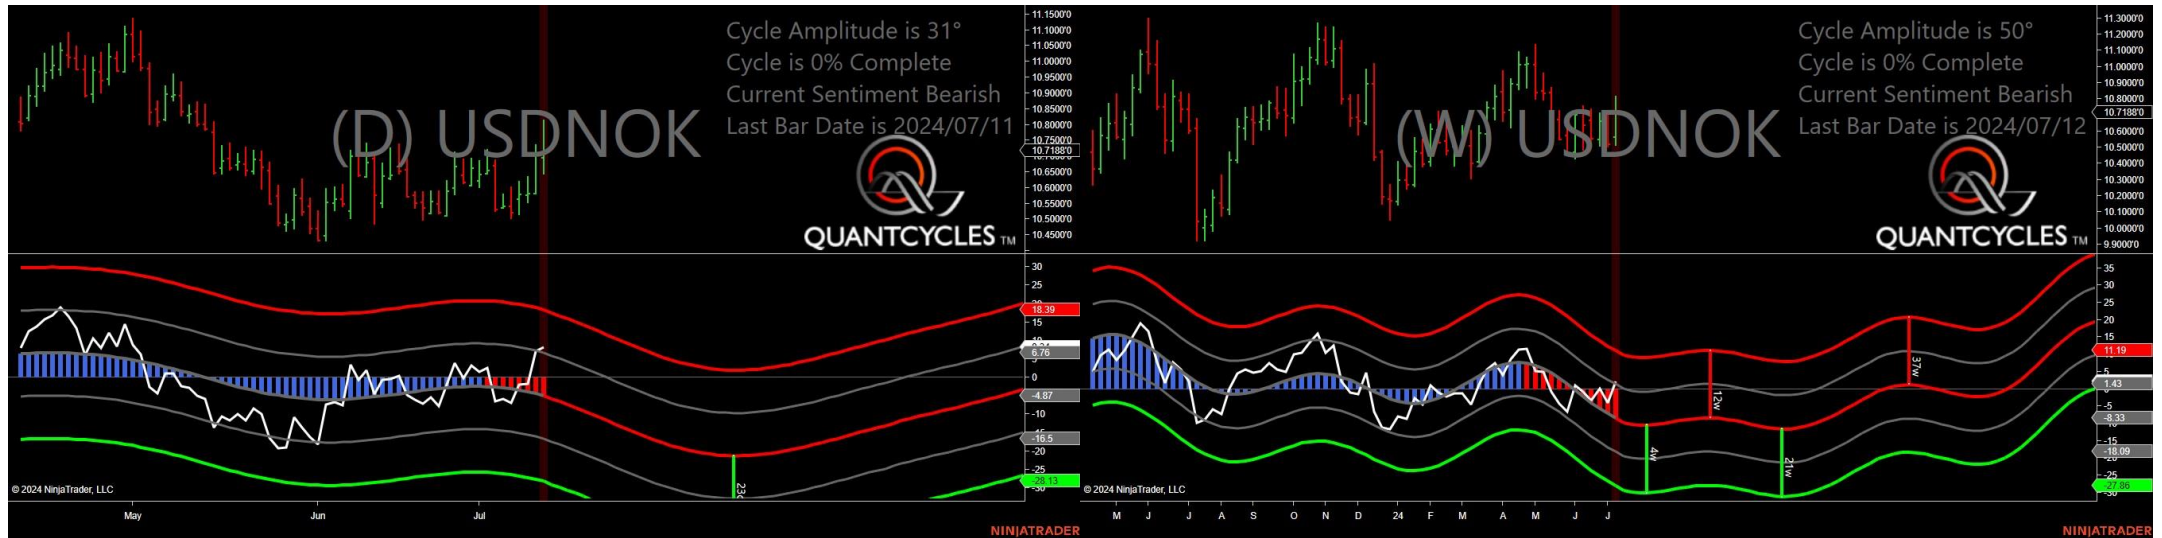 Cycle Amplitude is 31°
Cycle is 0% Complete
Current Sentiment Bearish
Last Bar Date is 2024/07/11
(D) USDNOK
QUANTCYCLES TM
11.1500'0
11.1000'0
11.0500'0
11.0000'0
10.9500'0
10.9000'0
10.8500'0
10.8000'0
10.7500'0
10.7188'0
10.6500'0
10.6000'0
10.5500'0
10.5000'0
10.4500'0
30
25
18.39
15
6.76
0
-4.87
-10
-16.5
-20
-25
-28.13
-30
23
© 2024 NinjaTrader, LLC
May
Jun
Jul
NINJATRADER
Cycle Amplitude is 50°
Cycle is 0% Complete
Current Sentiment Bearish
Last Bar Date is 2024/07/12
(W) USDNOK
QUANTCYCLES TM
11.3000'0
11.2000'0
11.1000'0
11.0000'0
10.9000'0
10.8000'0
10.7188'0
10.6000'0
10.5000'0
10.4000'0
10.3000'0
10.2000'0
10.1000'0
10.0000'0
9.9000'0
35
30
25
20
15
11.19
5
1.43
-5
-8.33
-15
-18.09
-25
-27.86
-30
4w
12w
21w
37w
© 2024 NinjaTrader, LLC
M
J
J
A
S
O
N
D
24
F
M
A
M
J
J
NINJATRADER